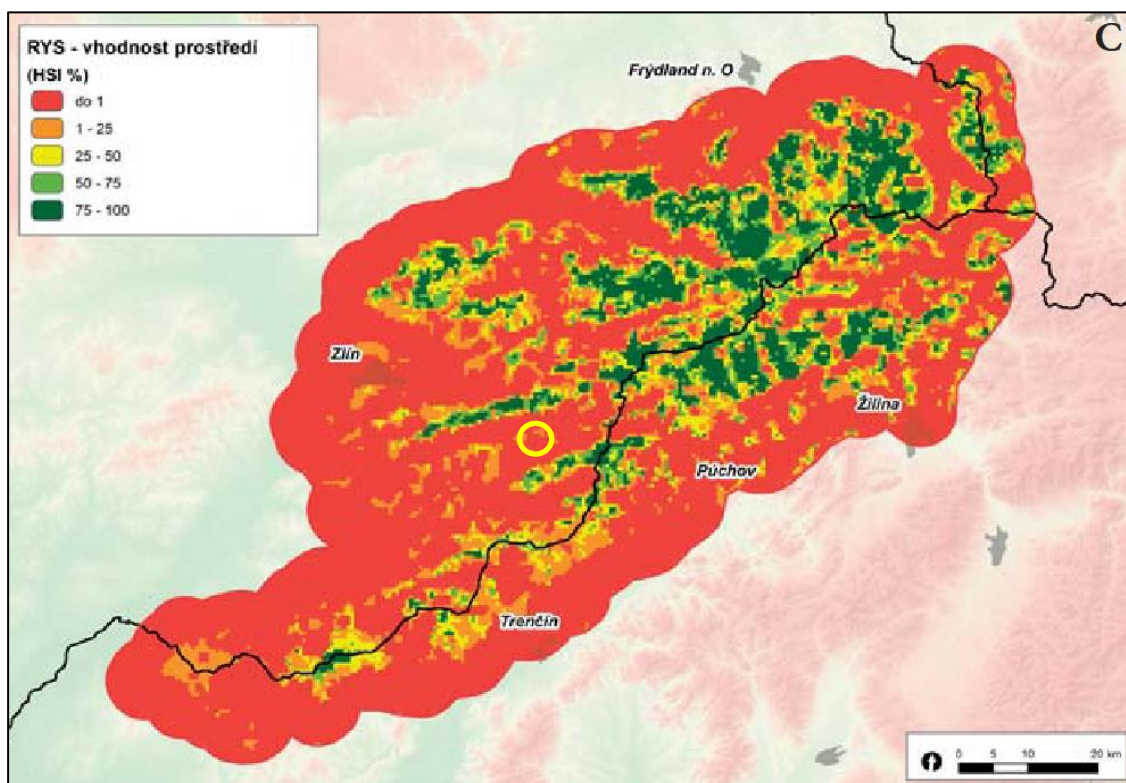 C
RYS - vhodnost prostředí
(HSI %)
do 1
1 - 25
25 - 50
50 - 75
75 - 100
Frýdland n. O
Zlín
Žilina
Púchov
Trenčín
0 5 10 20 km